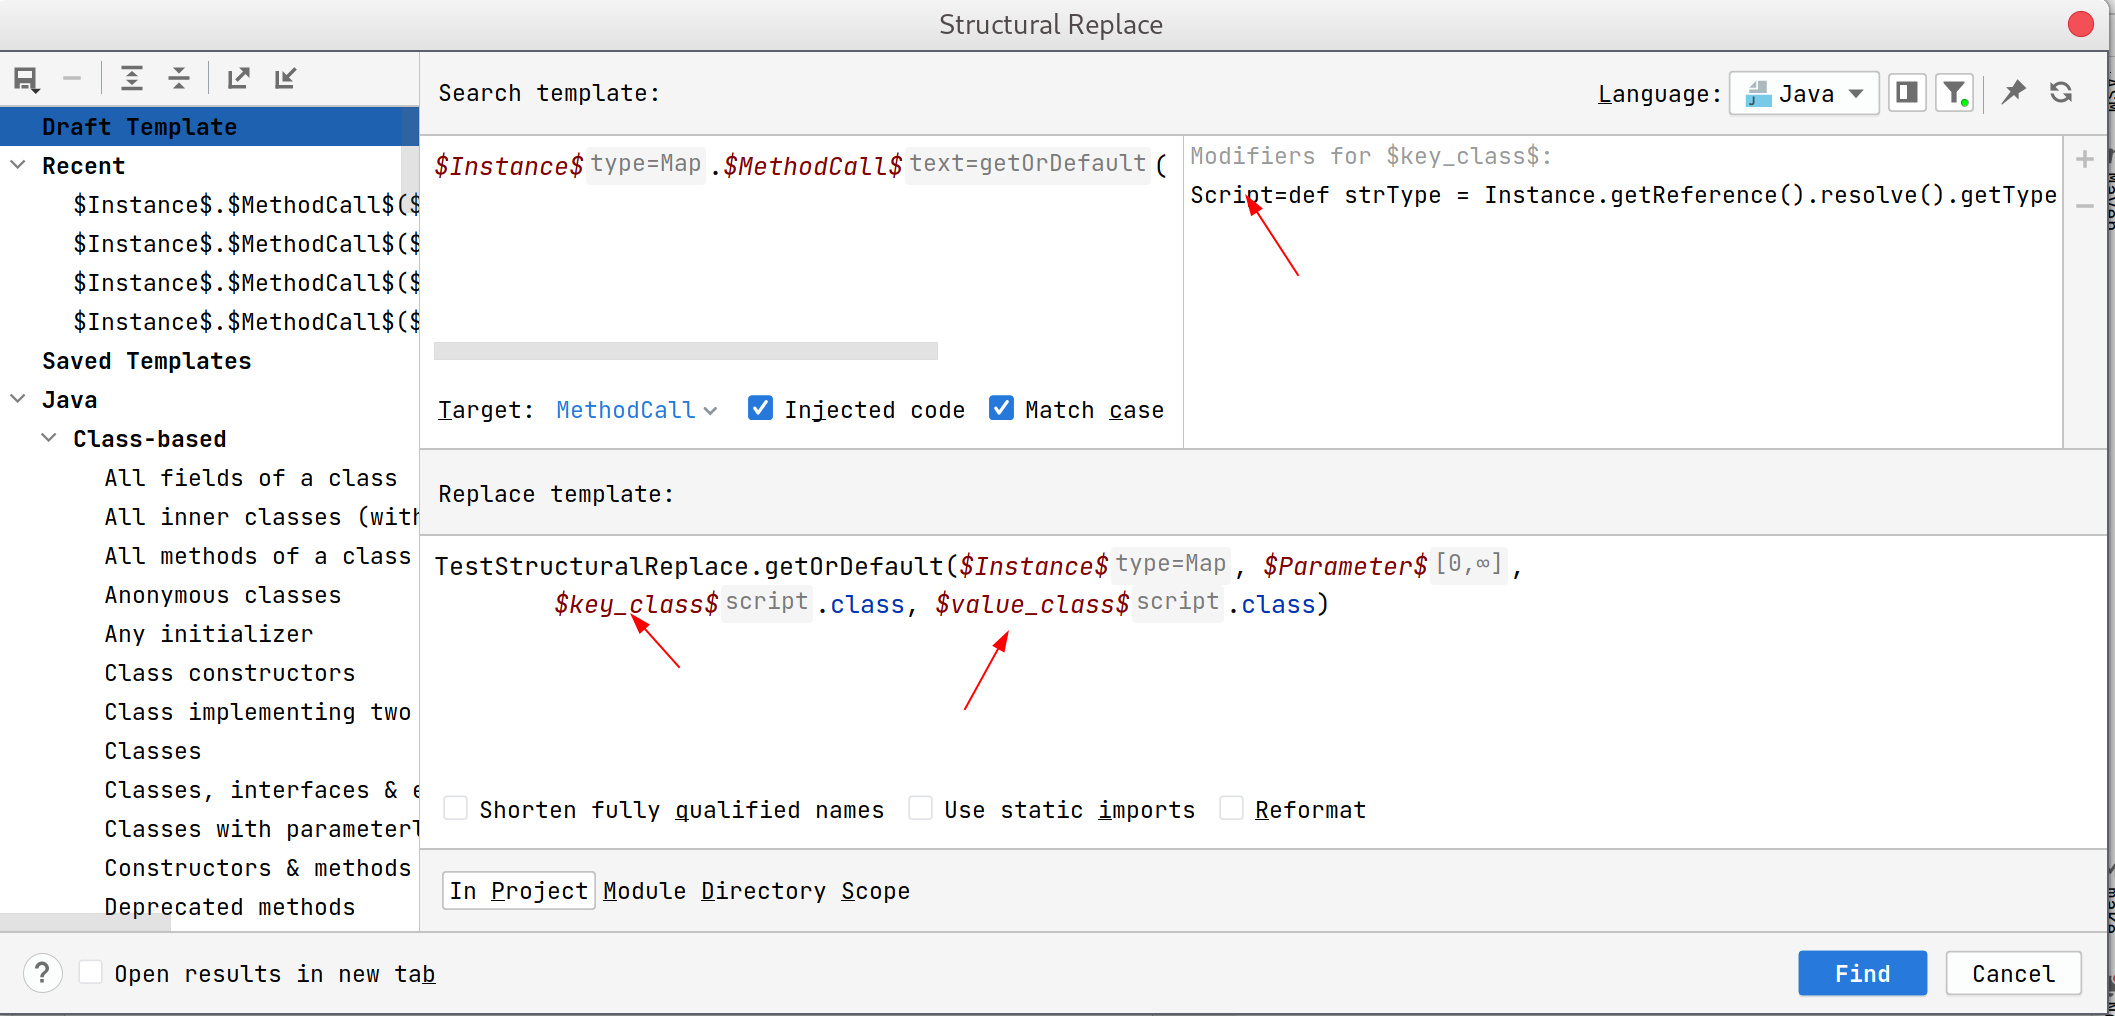 Structural Replace
Draft Template
Recent
$Instance$.$MethodCall$($
$Instance$.$MethodCall$($
$Instance$.$MethodCall$($
$Instance$.$MethodCall$($
Saved Templates
Java
Class-based
All fields of a class
All inner classes (with
All methods of a class
Anonymous classes
Any initializer
Class constructors
Class implementing two
Classes
Classes, interfaces & e
Classes with parameterl
Constructors & methods
Deprecated methods
Search template:
Language: Java
$Instance$ type=Map .$MethodCall$ text=getOrDefault (
Modifiers for $key_class$:
Script=def strType = Instance.getReference().resolve().getType
Target: MethodCall Injected code Match case
Replace template:
TestStructuralReplace.getOrDefault($Instance$ type=Map , $Parameter$ [0,∞] ,
$key_class$ script .class, $value_class$ script .class)
Shorten fully qualified names Use static imports Reformat
In Project Module Directory Scope
? Open results in new tab
Find Cancel